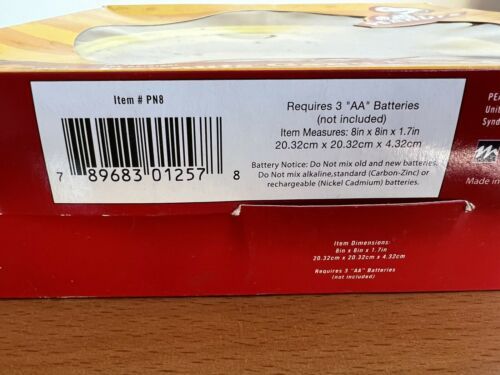 Item # PN8
7 89683 01257 8
Requires 3 "AA" Batteries
(not included)
Item Measures: 8in x 8in x 1.7in
20.32cm x 20.32cm x 4.32cm
Battery Notice: Do Not mix old and new batteries.
Do Not mix alkaline,standard (Carbon-Zinc) or
rechargeable (Nickel Cadmium) batteries.
PEA
Unit
Synd
Made in
Item Dimensions:
8in x 8in x 1.7in
20.32cm x 20.32cm x 4.32cm
Requires 3 "AA" Batteries
(not included)